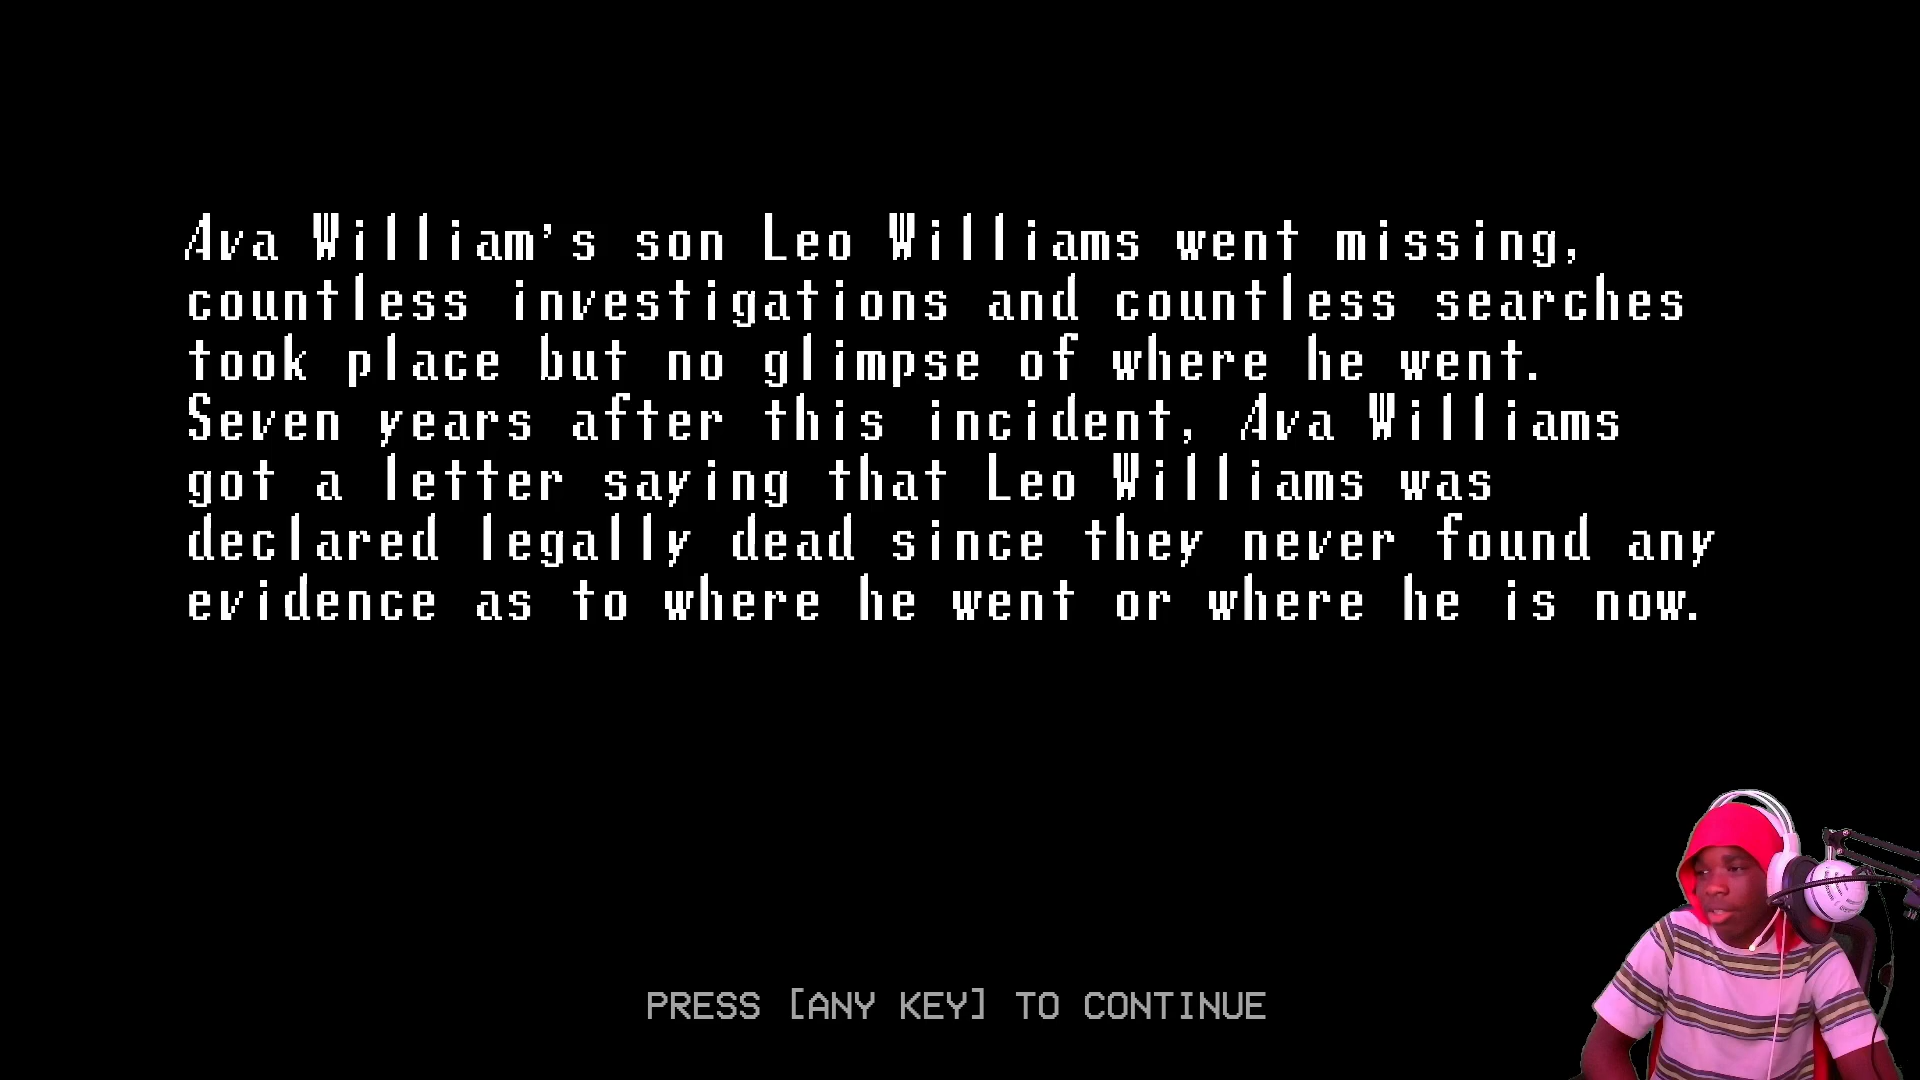 Ava William's son Leo Williams went missing,
countless investigations and countless searches
took place but no glimpse of where he went.
Seven years after this incident, Ava Williams
got a letter saying that Leo Williams was
declared legally dead since they never found any
evidence as to where he went or where he is now.
PRESS [ANY KEY] TO CONTINUE